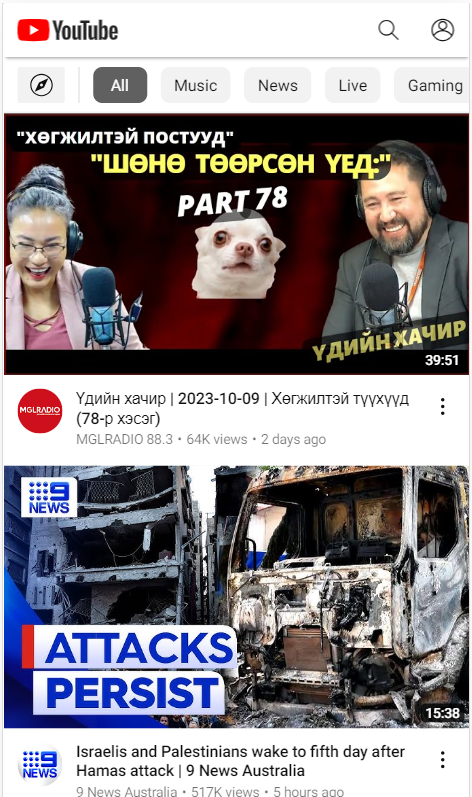 YouTube
All
Music
News
Live
Gaming
"ХӨГЖИЛТЭЙ ПОСТУУД"
"ШӨНӨ ТӨӨРСӨН ҮЕД:"
PART 78
ҮДИЙН ХАЧИР
39:51
MGLRADIO
Үдийн хачир | 2023-10-09 | Хөгжилтэй түүхүүд
(78-р хэсэг)
MGLRADIO 88.3 • 64K views • 2 days ago
9
NEWS
ATTACKS
PERSIST
15:38
9
NEWS
Israelis and Palestinians wake to fifth day after
Hamas attack | 9 News Australia
9 News Australia • 517K views • 5 hours ago